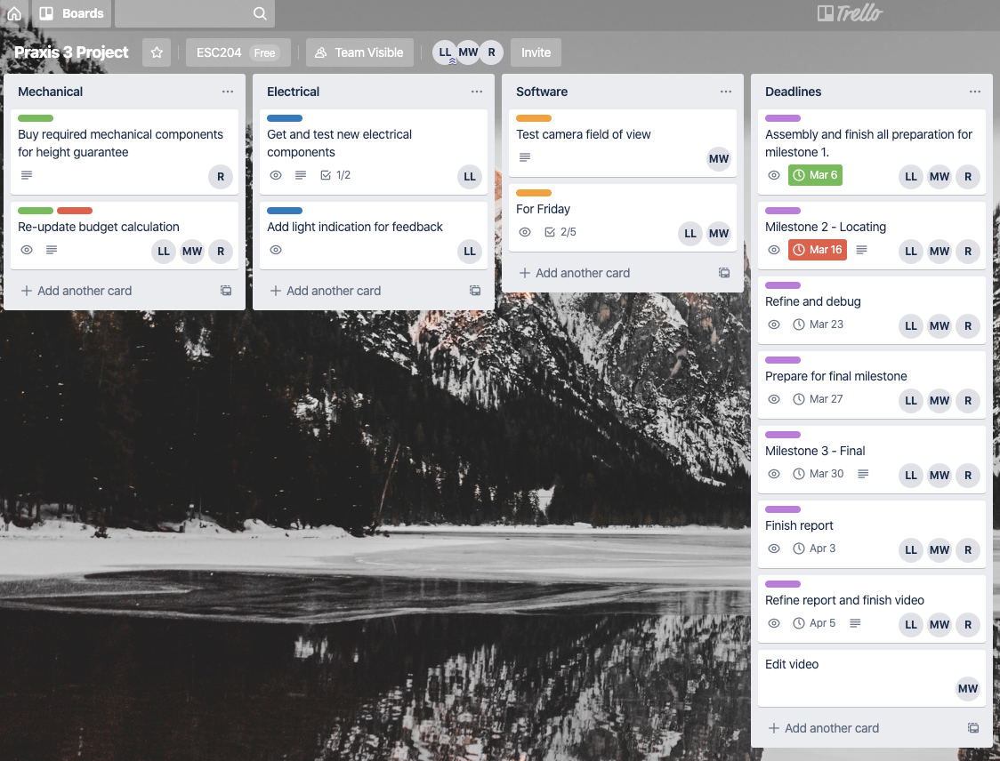 Boards
Trello
Praxis 3 Project
ESC204 Free
Team Visible
LL MW R
Invite
Mechanical
Buy required mechanical components
for height guarantee
R
Re-update budget calculation
LL MW R
+ Add another card
Electrical
Get and test new electrical
components
1/2
LL
Add light indication for feedback
LL
+ Add another card
Software
Test camera field of view
MW
For Friday
2/5
LL MW
+ Add another card
Deadlines
Assembly and finish all preparation for
milestone 1.
Mar 6
LL MW R
Milestone 2 - Locating
Mar 16
LL MW R
Refine and debug
Mar 23
LL MW R
Prepare for final milestone
Mar 27
LL MW R
Milestone 3 - Final
Mar 30
LL MW R
Finish report
Apr 3
LL MW R
Refine report and finish video
Apr 5
LL MW R
Edit video
MW
+ Add another card